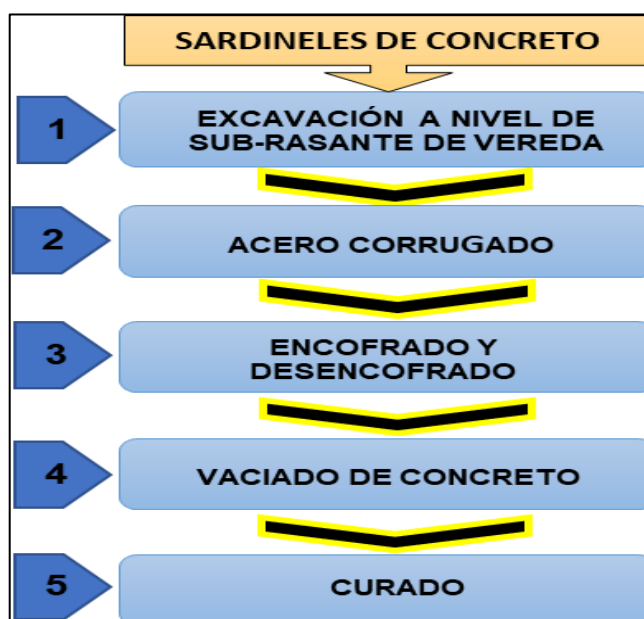 SARDINELES DE CONCRETO
1
EXCAVACIÓN A NIVEL DE
SUB-RASANTE DE VEREDA
2
ACERO CORRUGADO
3
ENCOFRADO Y
DESENCOFRADO
4
VACIADO DE CONCRETO
5
CURADO